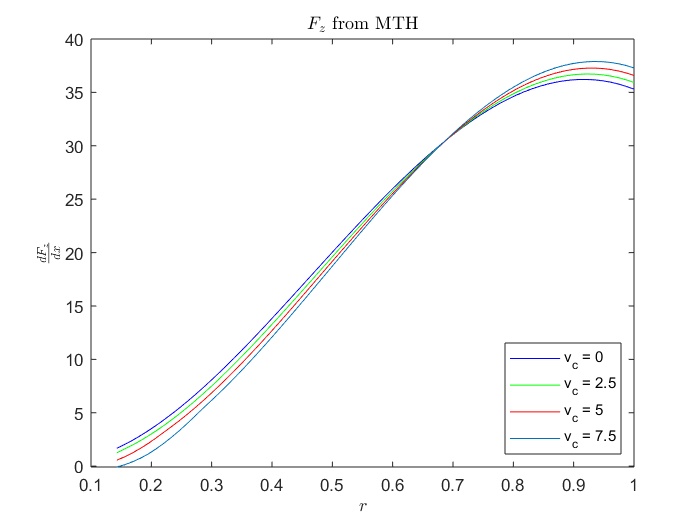 F_z from MTH
40
35
30
25
20
15
10
5
0
dF_z
dx
0.1 0.2 0.3 0.4 0.5 0.6 0.7 0.8 0.9 1
r
v_c = 0
v_c = 2.5
v_c = 5
v_c = 7.5